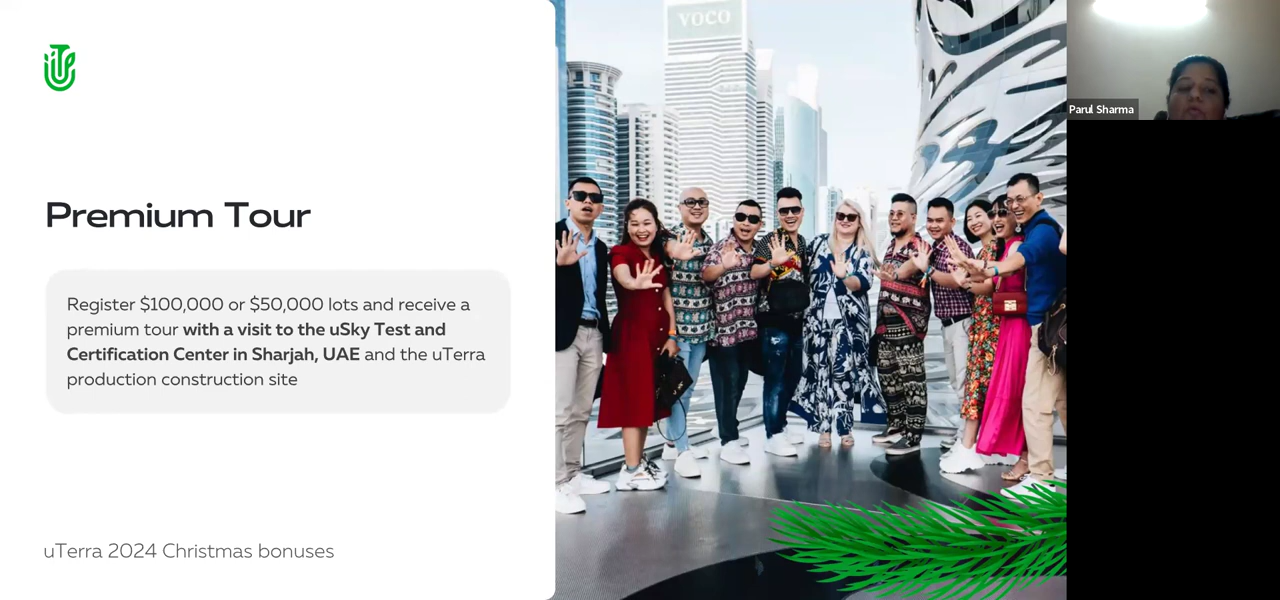 Premium Tour
Register $100,000 or $50,000 lots and receive a
premium tour with a visit to the uSky Test and
Certification Center in Sharjah, UAE and the uTerra
production construction site
uTerra 2024 Christmas bonuses
VOCO
Parul Sharma